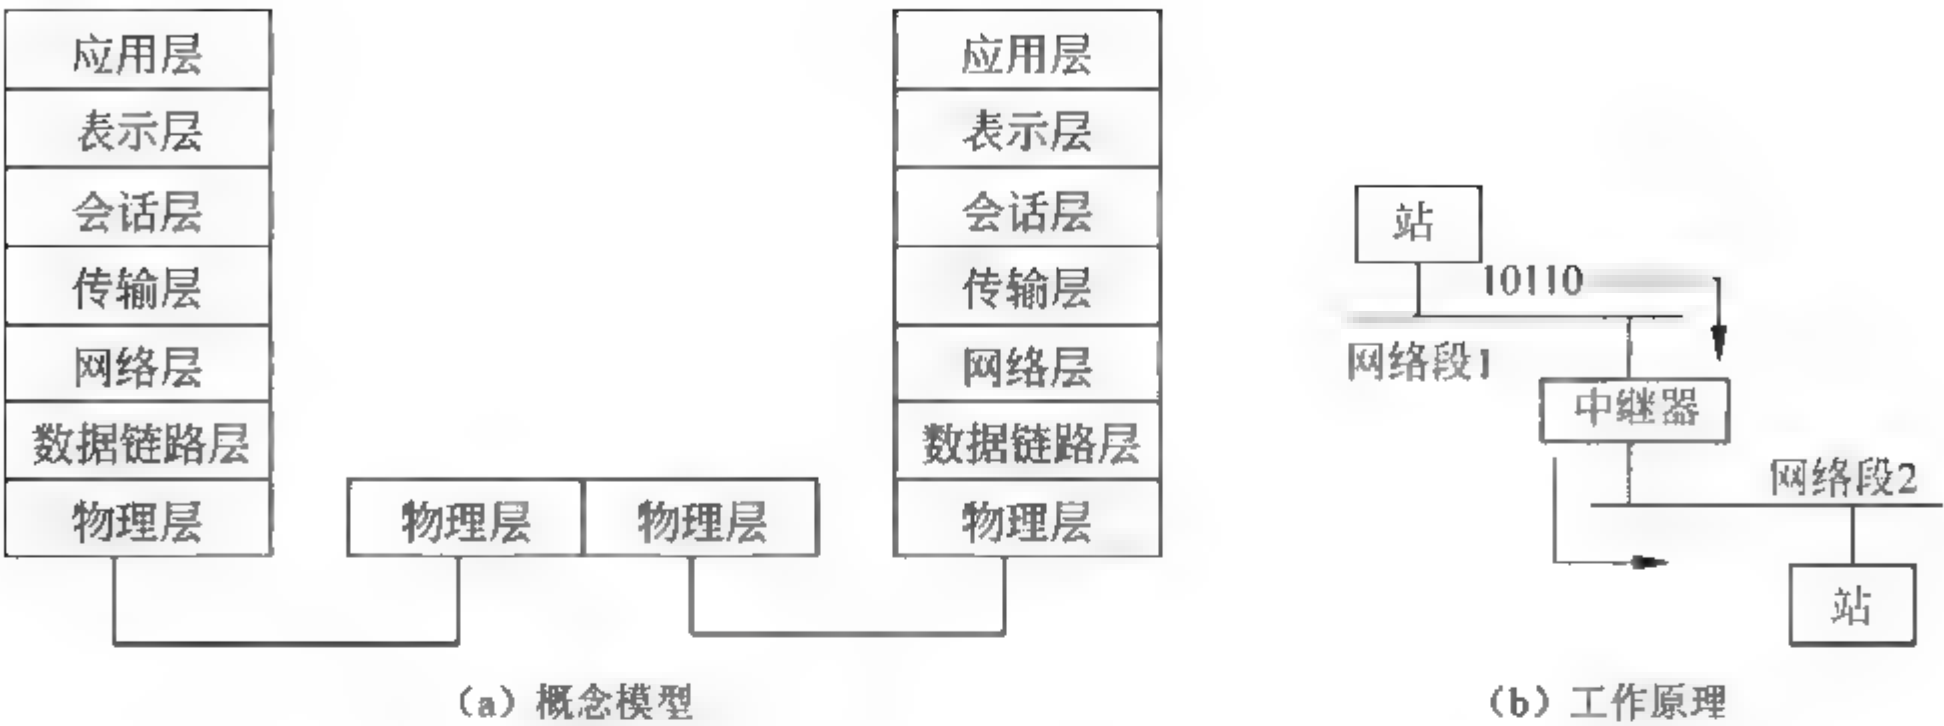 应用层
表示层
会话层
传输层
网络层
数据链路层
物理层
物理层
物理层
应用层
表示层
会话层
传输层
网络层
数据链路层
物理层
(a) 概念模型
站
10110
网络段1
中继器
网络段2
站
(b) 工作原理